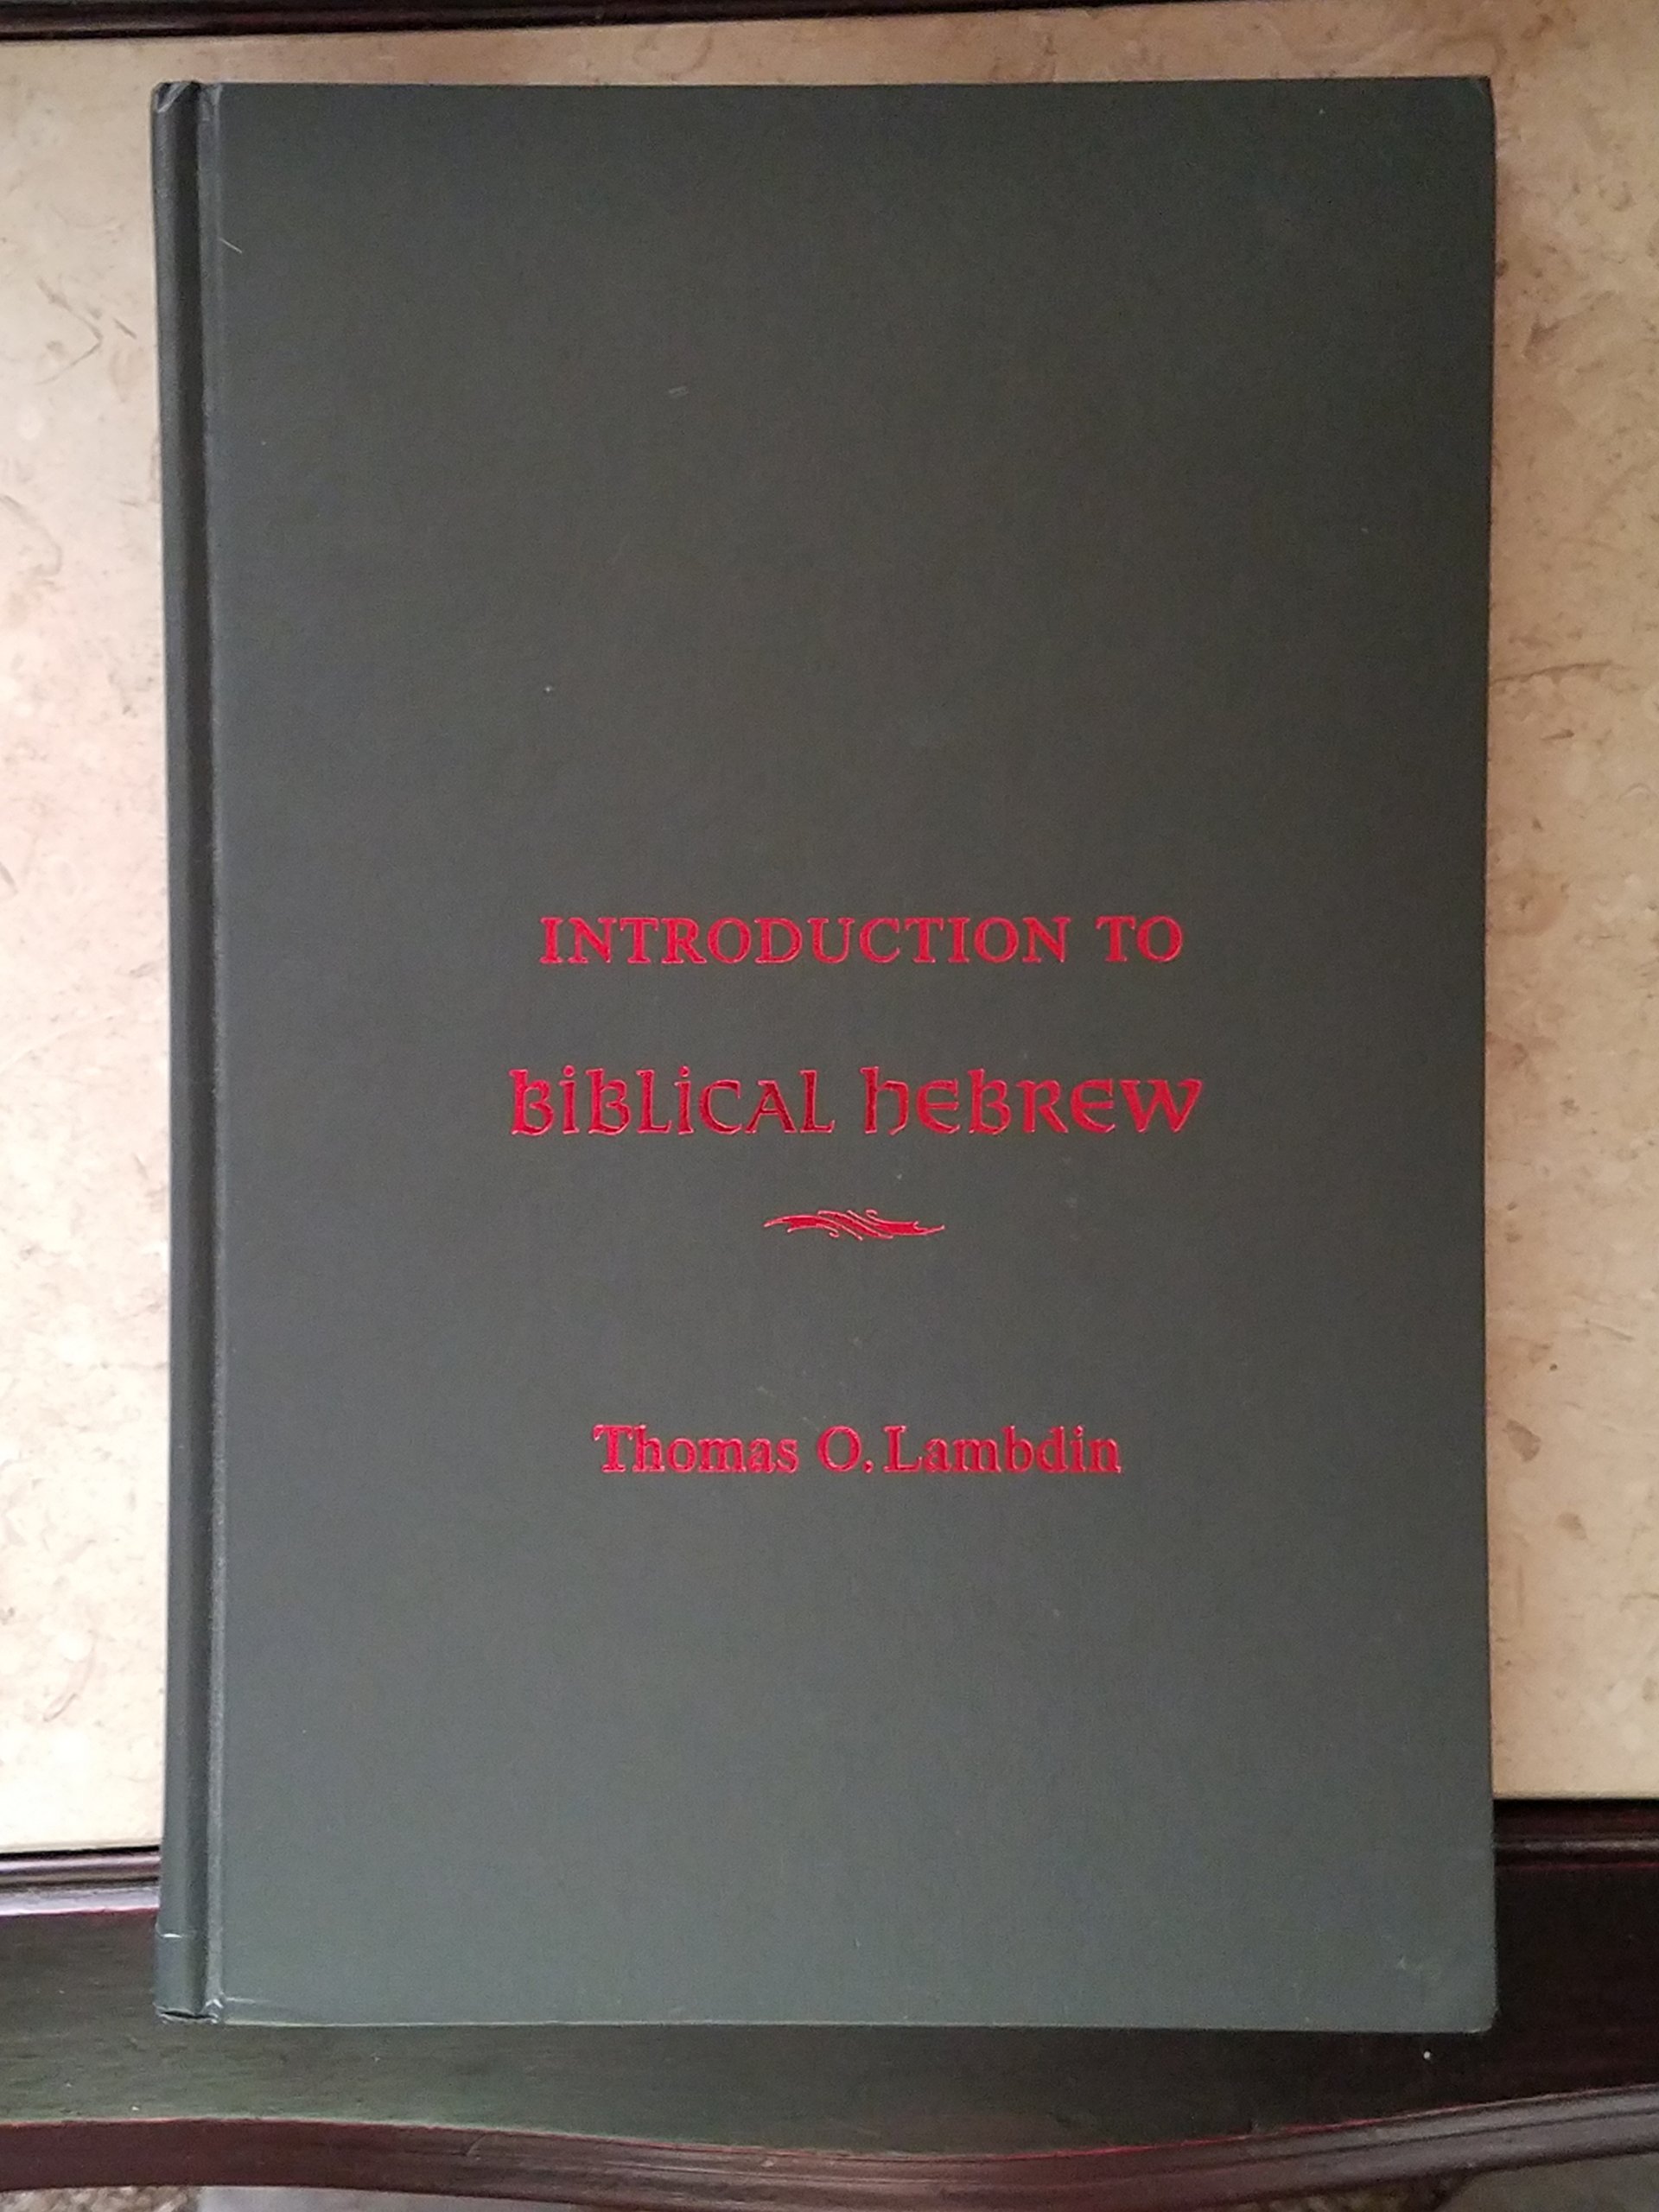 INTRODUCTION TO
BiBLiCAL hEBREW
Thomas O. Lambdin